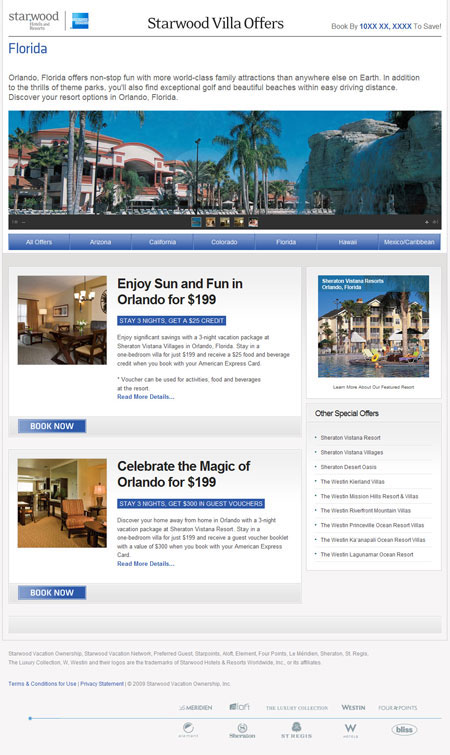 starwood
Hotels and
Resorts
Starwood Villa Offers
Book By 10XX XX, XXXX To Save!
Florida
Orlando, Florida offers non-stop fun with more world-class family attractions than anywhere else on Earth. In addition
to the thrills of theme parks, you'll also find exceptional golf and beautiful beaches within easy driving distance.
Discover your resort options in Orlando, Florida.
All Offers
Arizona
California
Colorado
Florida
Hawaii
Mexico/Caribbean
Enjoy Sun and Fun in
Orlando for $199
STAY 3 NIGHTS, GET A $25 CREDIT
Enjoy significant savings with a 3-night vacation package at
Sheraton Vistana Villages in Orlando, Florida. Stay in a
one-bedroom villa for just $199 and receive a $25 food and beverage
credit when you book with your American Express Card.
* Voucher can be used for activities, food and beverages
at the resort.
Read More Details...
BOOK NOW
Sheraton Vistana Resorts
Orlando, Florida
Learn More About Our Featured Resort
Other Special Offers
Sheraton Vistana Resort
Sheraton Vistana Villages
Sheraton Desert Oasis
The Westin Kierland Villas
The Westin Mission Hills Resort & Villas
The Westin Riverfront Mountain Villas
The Westin Princeville Ocean Resort Villas
The Westin Ka'anapali Ocean Resort Villas
The Westin Lagunamar Ocean Resort
Celebrate the Magic of
Orlando for $199
STAY 3 NIGHTS, GET $300 IN GUEST VOUCHERS
Discover your home away from home in Orlando with a 3-night
vacation package at Sheraton Vistana Resort .Stay in a
one-bedroom villa for just $199 and receive a guest voucher booklet
with a value of $300 when you book with your American Express
Card.
Read More Details...
BOOK NOW
Starwood Vacation Ownership, Starwood Vacation Network, Preferred Guest, Starpoints, Aloft, Element, Four Points, Le Méridien, Sheraton, St. Regis,
The Luxury Collection, W, Westin and their logos are the trademarks of Starwood Hotels & Resorts Worldwide, Inc., or its affiliates.
Terms & Conditions for Use | Privacy Statement | © 2009 Starwood Vacation Ownership, Inc.
LE MERIDIEN
aloft
THE LUXURY COLLECTION
WESTIN
FOUR POINTS
element
Sheraton
ST REGIS
W
HOTELS
bliss